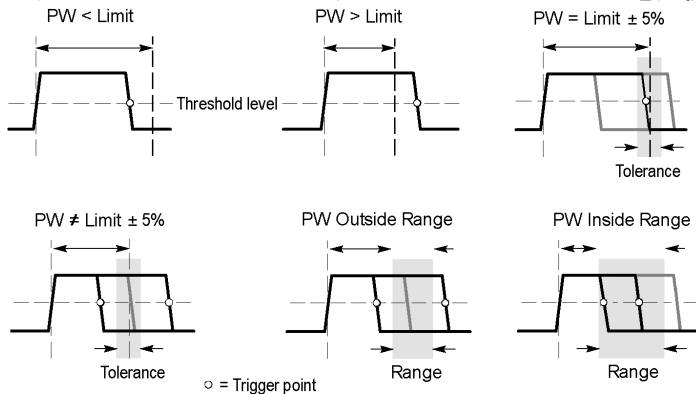 PW < Limit
PW > Limit
PW = Limit ± 5%
Threshold level
Tolerance
PW ≠ Limit ± 5%
PW Outside Range
PW Inside Range
Tolerance
Range
Range
= Trigger point